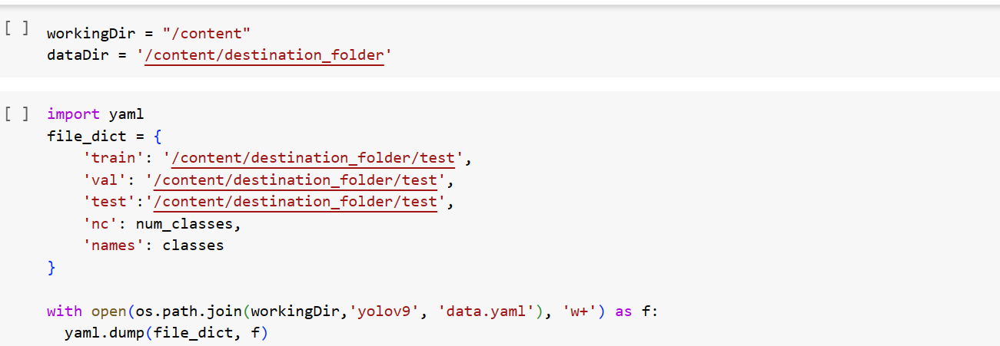 [ ] workingDir = "/content"
dataDir = '/content/destination_folder'
[ ] import yaml
file_dict = {
    'train': '/content/destination_folder/test',
    'val': '/content/destination_folder/test',
    'test':'/content/destination_folder/test',
    'nc': num_classes,
    'names': classes
}
with open(os.path.join(workingDir,'yolov9', 'data.yaml'), 'w+') as f:
  yaml.dump(file_dict, f)